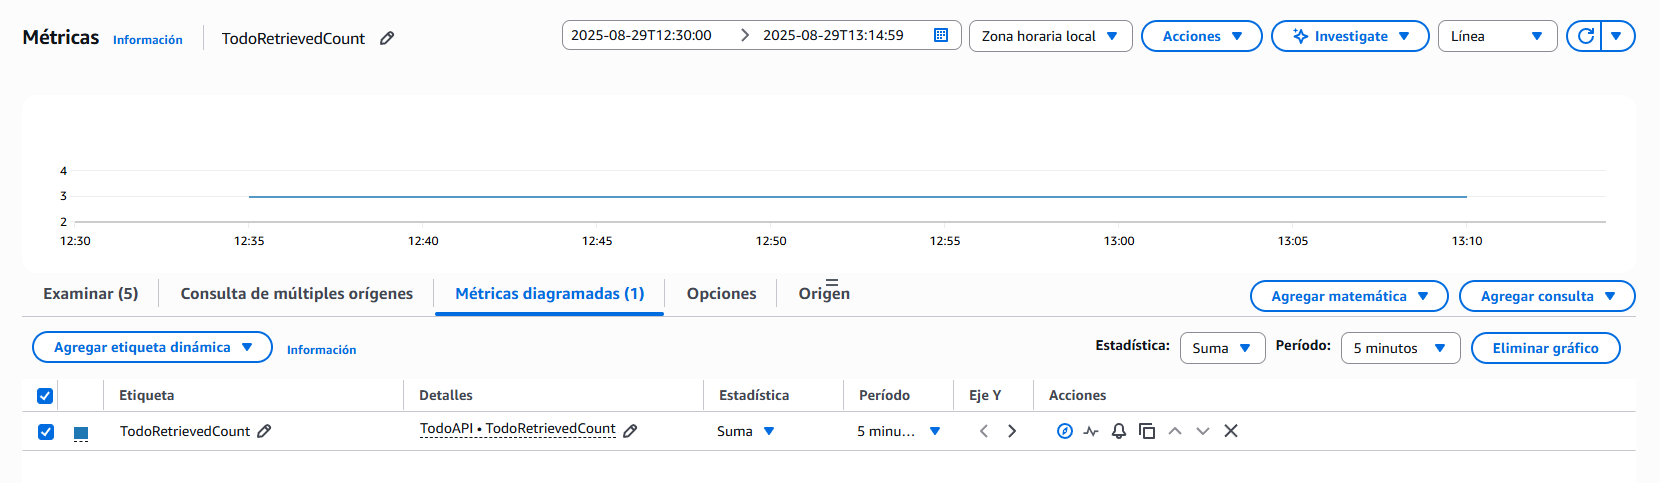 Métricas Información TodoRetrievedCount 2025-08-29T12:30:00 2025-08-29T13:14:59 Zona horaria local Acciones Investigate Línea
4
3
2
12:30 12:35 12:40 12:45 12:50 12:55 13:00 13:05 13:10
Examinar (5) Consulta de múltiples orígenes Métricas diagramadas (1) Opciones Origen Agregar matemática Agregar consulta
Agregar etiqueta dinámica Información Estadística: Suma Período: 5 minutos Eliminar gráfico
Etiqueta Detalles Estadística Período Eje Y Acciones
TodoRetrievedCount TodoAPI • TodoRetrievedCount Suma 5 minu...